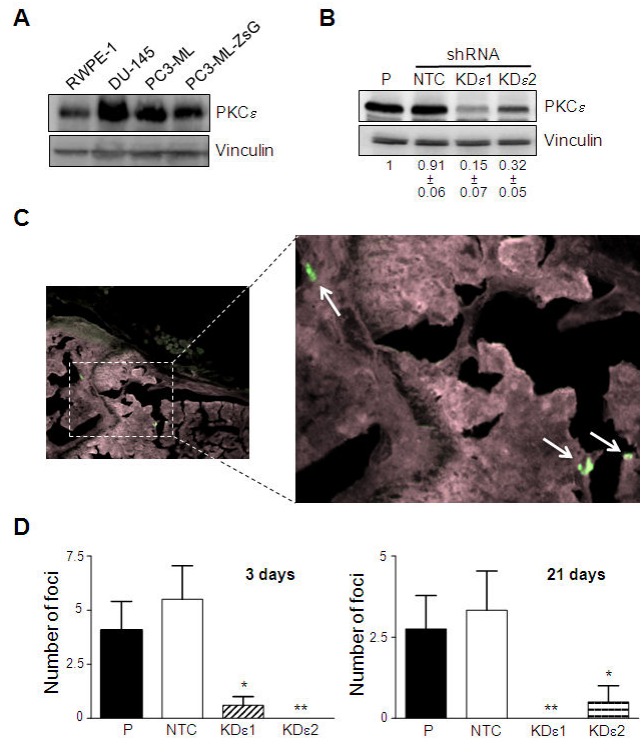 A
RWPE-1
DU-145
PC3-ML
PC3-ML-ZsG
PKCε
Vinculin
B
shRNA
P NTC KDε1 KDε2
PKCε
Vinculin
1 0.91 0.15 0.32
± ± ±
0.06 0.07 0.05
C
D
Number of foci
7.5
5
2.5
0
3 days
*
**
P NTC KDε1 KDε2
Number of foci
5
2.5
0
21 days
**
*
P NTC KDε1 KDε2